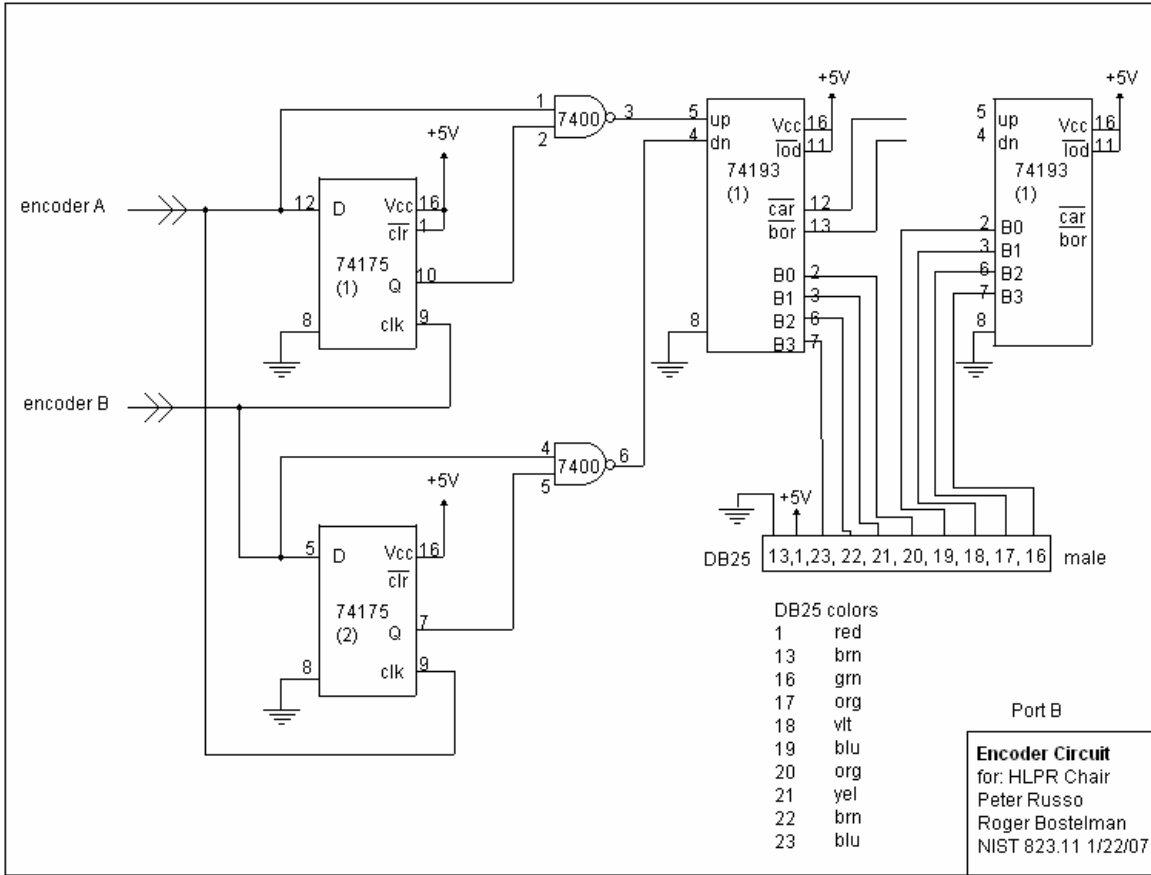 encoder A
encoder B
12 D
Vcc 16
+5V
clr 1
74175
(1)
Q 10
clk 9
8
1
2
7400
3
5 D
Vcc 16
+5V
clr
74175
(2)
Q 7
clk 9
8
4
5
7400
6
5 up
4 dn
+5V
Vcc 16
lod 11
74193
(1)
car 12
bor 13
B0 2
B1 3
B2 6
B3 7
8
5 up
4 dn
+5V
Vcc 16
lod 11
74193
(1)
car
bor
2 B0
3 B1
6 B2
7 B3
8
+5V
DB25 13,1,23, 22, 21, 20, 19, 18, 17, 16 male
DB25 colors
1 red
13 brn
16 grn
17 org
18 vlt
19 blu
20 org
21 yel
22 brn
23 blu
Port B
Encoder Circuit
for: HLPR Chair
Peter Russo
Roger Bostelman
NIST 823.11 1/22/07